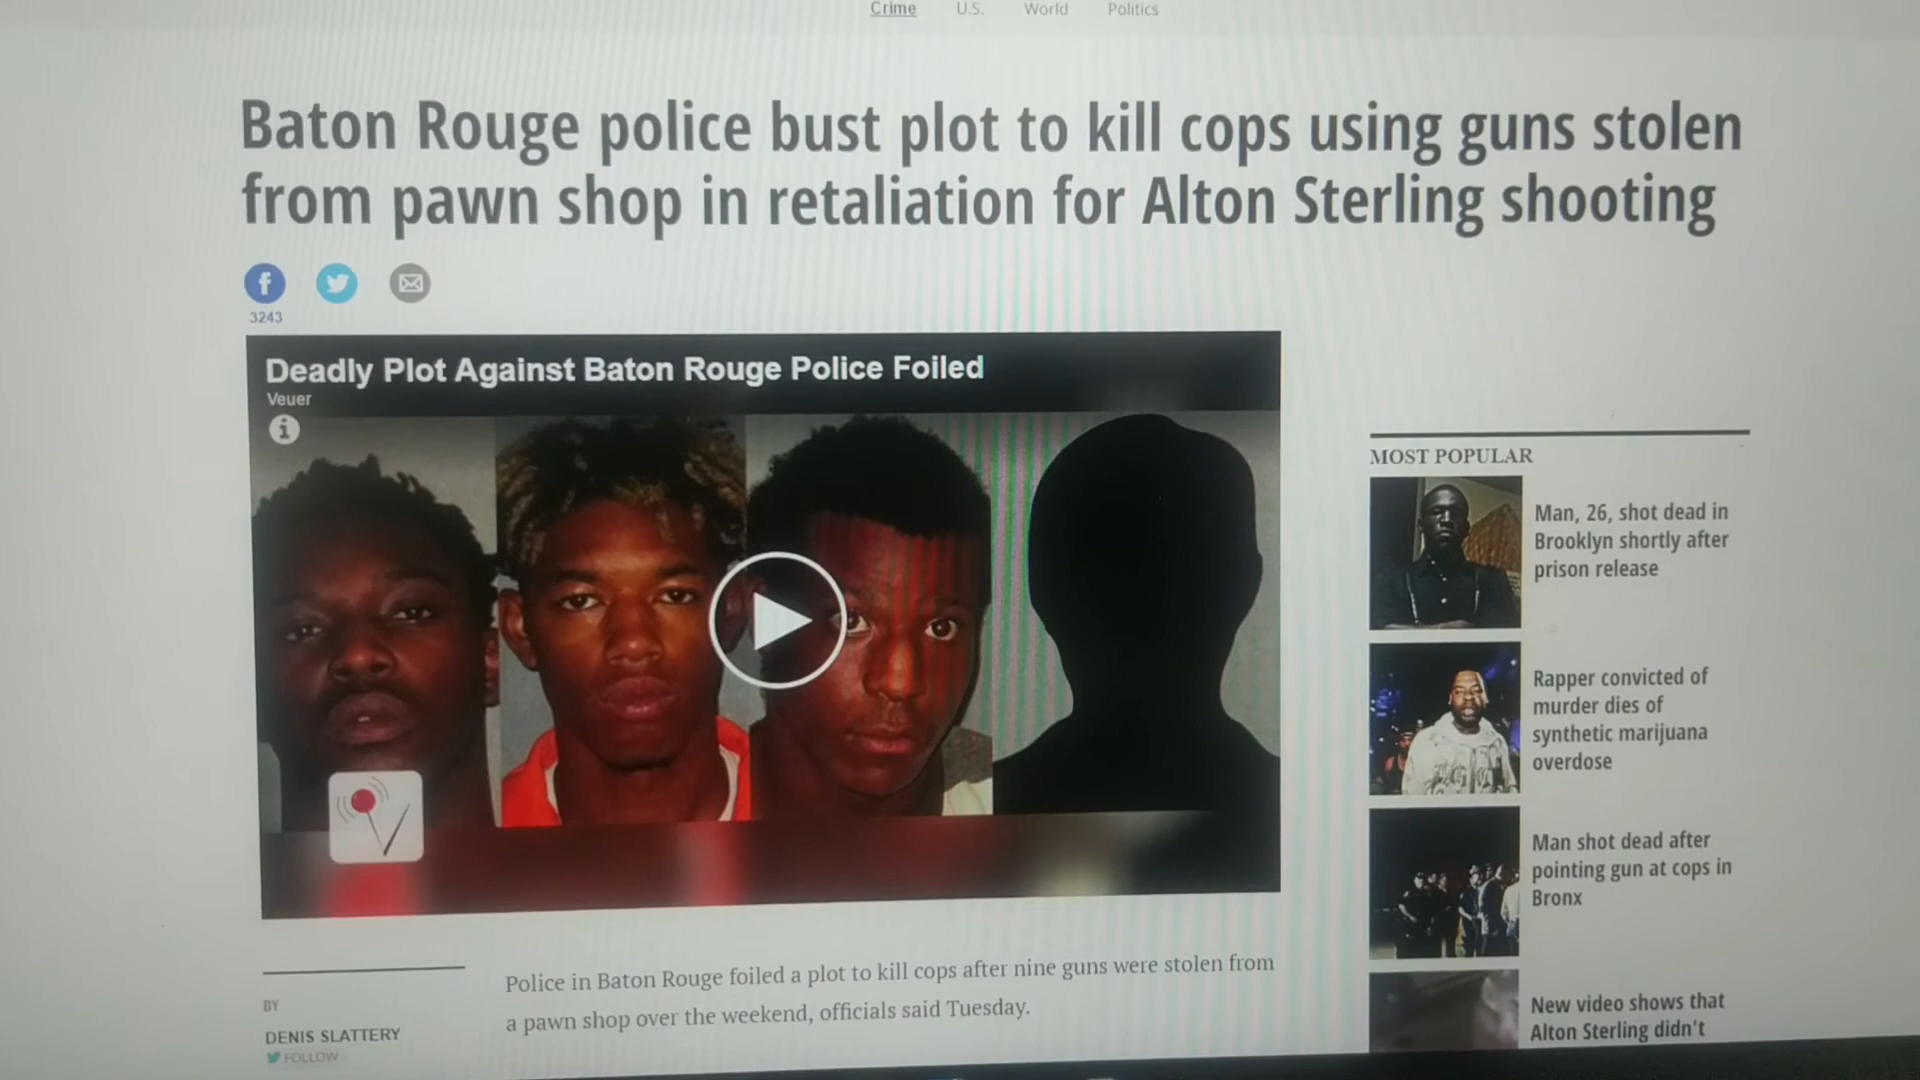 Crime U.S. World Politics
Baton Rouge police bust plot to kill cops using guns stolen
from pawn shop in retaliation for Alton Sterling shooting
3243
Deadly Plot Against Baton Rouge Police Foiled
Veuer
MOST POPULAR
Man, 26, shot dead in
Brooklyn shortly after
prison release
Rapper convicted of
murder dies of
synthetic marijuana
overdose
Man shot dead after
pointing gun at cops in
Bronx
New video shows that
Alton Sterling didn't
BY
DENIS SLATTERY
FOLLOW
Police in Baton Rouge foiled a plot to kill cops after nine guns were stolen from
a pawn shop over the weekend, officials said Tuesday.